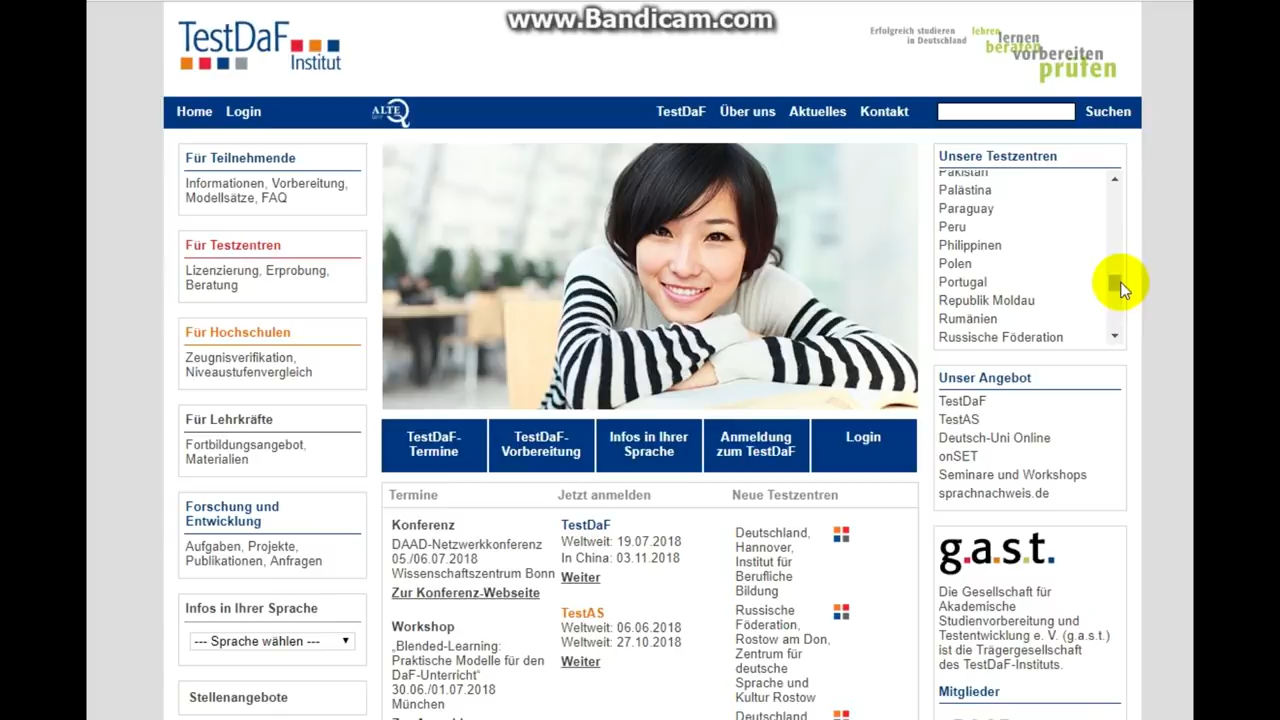 www.Bandicam.com
TestDaF
Institut
Erfolgreich studieren
in Deutschland
lehren
lernen
beraten
vorbereiten
prüfen
Home
Login
ALTE
TestDaF
Über uns
Aktuelles
Kontakt
Suchen
Für Teilnehmende
Informationen, Vorbereitung,
Modellsätze, FAQ
Für Testzentren
Lizenzierung, Erprobung,
Beratung
Für Hochschulen
Zeugnisverifikation,
Niveaustufenvergleich
Für Lehrkräfte
Fortbildungsangebot,
Materialien
Forschung und
Entwicklung
Aufgaben, Projekte,
Publikationen, Anfragen
Infos in Ihrer Sprache
--- Sprache wählen ---
Stellenangebote
TestDaF-
Termine
TestDaF-
Vorbereitung
Infos in Ihrer
Sprache
Anmeldung
zum TestDaF
Login
Termine
Konferenz
DAAD-Netzwerkkonferenz
05./06.07.2018
Wissenschaftszentrum Bonn
Zur Konferenz-Webseite
Workshop
„Blended-Learning:
Praktische Modelle für den
DaF-Unterricht“
30.06./01.07.2018
München
Jetzt anmelden
TestDaF
Weltweit: 19.07.2018
In China: 03.11.2018
Weiter
TestAS
Weltweit: 06.06.2018
Weltweit: 27.10.2018
Weiter
Neue Testzentren
Deutschland,
Hannover,
Institut für
Berufliche
Bildung
Russische
Föderation,
Rostow am Don,
Zentrum für
deutsche
Sprache und
Kultur Rostow
Deutschland
Unsere Testzentren
Pakistan
Palästina
Paraguay
Peru
Philippinen
Polen
Portugal
Republik Moldau
Rumänien
Russische Föderation
Unser Angebot
TestDaF
TestAS
Deutsch-Uni Online
onSET
Seminare und Workshops
sprachnachweis.de
g.a.s.t.
Die Gesellschaft für
Akademische
Studienvorbereitung und
Testentwicklung e. V. (g.a.s.t.)
ist die Trägergesellschaft
des TestDaF-Instituts.
Mitglieder